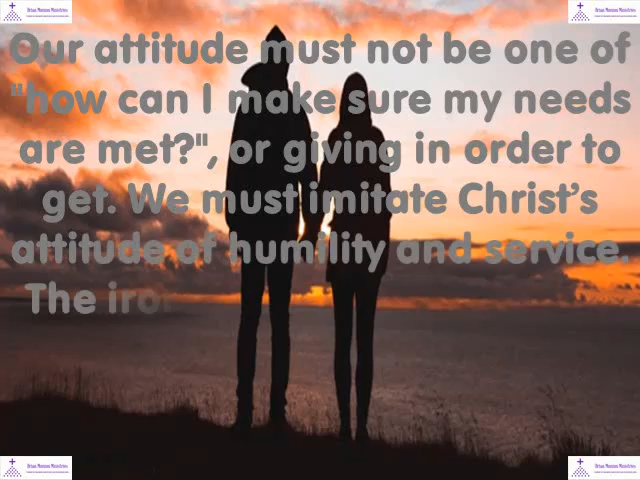 Our attitude must not be one of
"how can I make sure my needs
are met?", or giving in order to
get. We must imitate Christ's
attitude of humility and service.
The iro